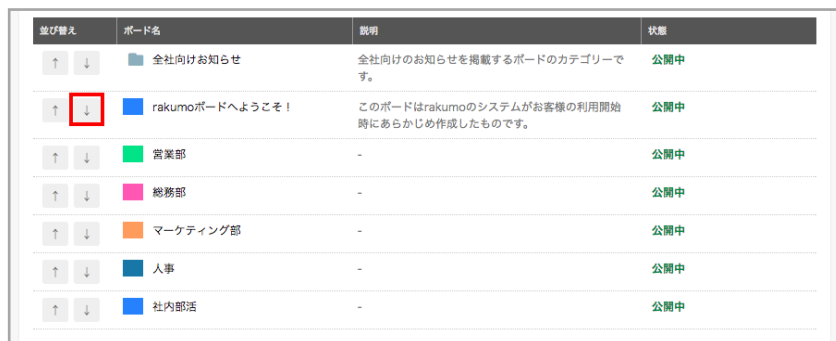 並び替え ボード名 説明 状態
↑ ↓ 全社向けお知らせ 全社向けのお知らせを掲載するボードのカテゴリーで 公開中
す。
↑ ↓ rakumoボードへようこそ！ このボードはrakumoのシステムがお客様の利用開始 公開中
時にあらかじめ作成したものです。
↑ ↓ 営業部 - 公開中
↑ ↓ 総務部 - 公開中
↑ ↓ マーケティング部 - 公開中
↑ ↓ 人事 - 公開中
↑ ↓ 社内部活 - 公開中